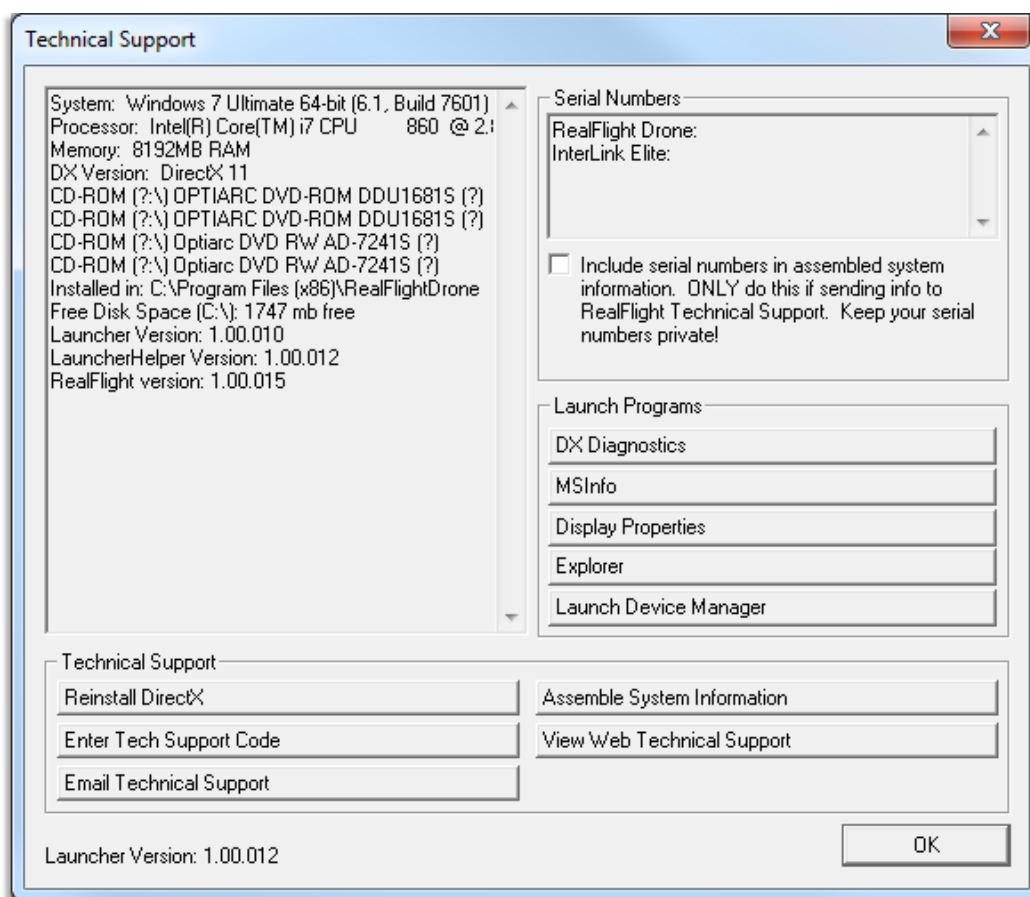 Technical Support
System:  Windows 7 Ultimate 64-bit (6.1, Build 7601)
Processor:  Intel(R) Core(TM) i7 CPU         860  @ 2.
Memory:  8192MB RAM
DX Version:  DirectX 11
CD-ROM (?:\) OPTIARC DVD-ROM DDU1681S (?)
CD-ROM (?:\) OPTIARC DVD-ROM DDU1681S (?)
CD-ROM (?:\) Optiarc DVD RW AD-7241S (?)
CD-ROM (?:\) Optiarc DVD RW AD-7241S (?)
Installed in: C:\Program Files (x86)\RealFlightDrone
Free Disk Space (C:\): 1747 mb free
Launcher Version: 1.00.010
LauncherHelper Version: 1.00.012
RealFlight version: 1.00.015
Serial Numbers
RealFlight Drone:
InterLink Elite:
Include serial numbers in assembled system
information.  ONLY do this if sending info to
RealFlight Technical Support.  Keep your serial
numbers private!
Launch Programs
DX Diagnostics
MSInfo
Display Properties
Explorer
Launch Device Manager
Technical Support
Reinstall DirectX
Assemble System Information
Enter Tech Support Code
View Web Technical Support
Email Technical Support
Launcher Version: 1.00.012
OK